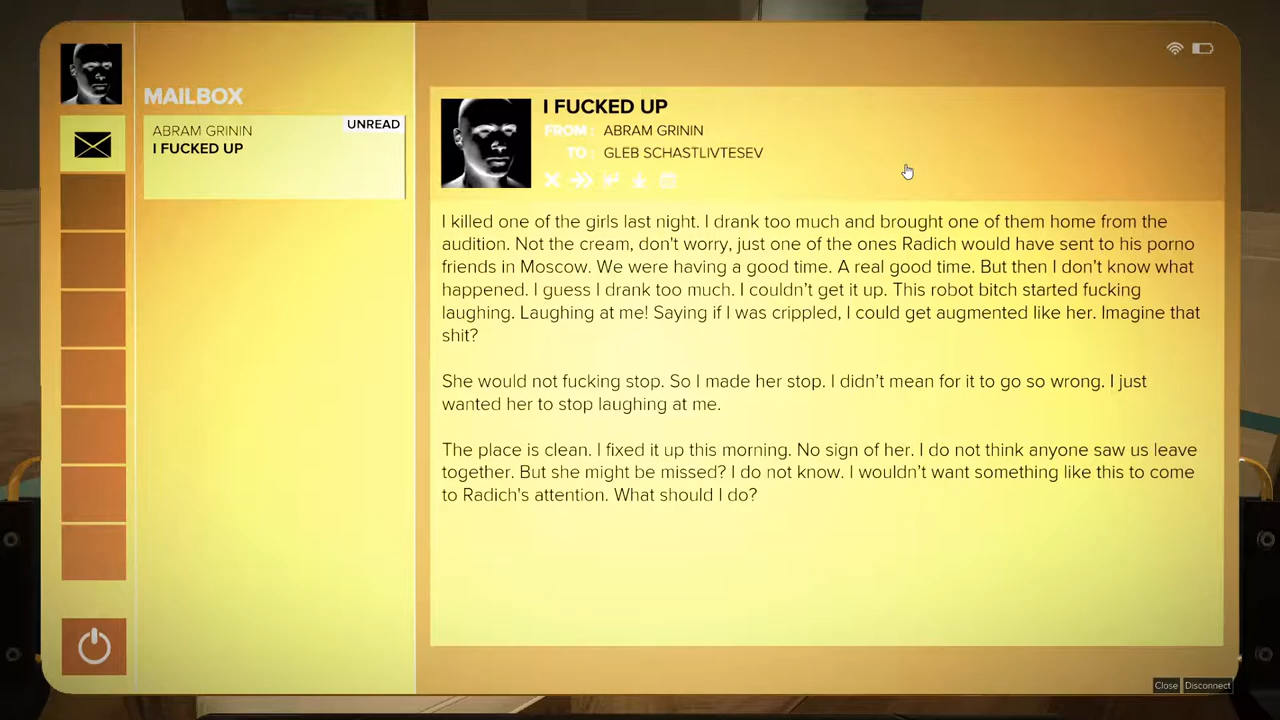 MAILBOX
ABRAM GRININ
UNREAD
I FUCKED UP
I FUCKED UP
FROM: ABRAM GRININ
TO: GLEB SCHASTLIVTESEV
I killed one of the girls last night. I drank too much and brought one of them home from the
audition. Not the cream, don't worry, just one of the ones Radich would have sent to his porno
friends in Moscow. We were having a good time. A real good time. But then I don't know what
happened. I guess I drank too much. I couldn't get it up. This robot bitch started fucking
laughing. Laughing at me! Saying if I was crippled, I could get augmented like her. Imagine that
shit?
She would not fucking stop. So I made her stop. I didn't mean for it to go so wrong. I just
wanted her to stop laughing at me.
The place is clean. I fixed it up this morning. No sign of her. I do not think anyone saw us leave
together. But she might be missed? I do not know. I wouldn't want something like this to come
to Radich's attention. What should I do?
Close Disconnect